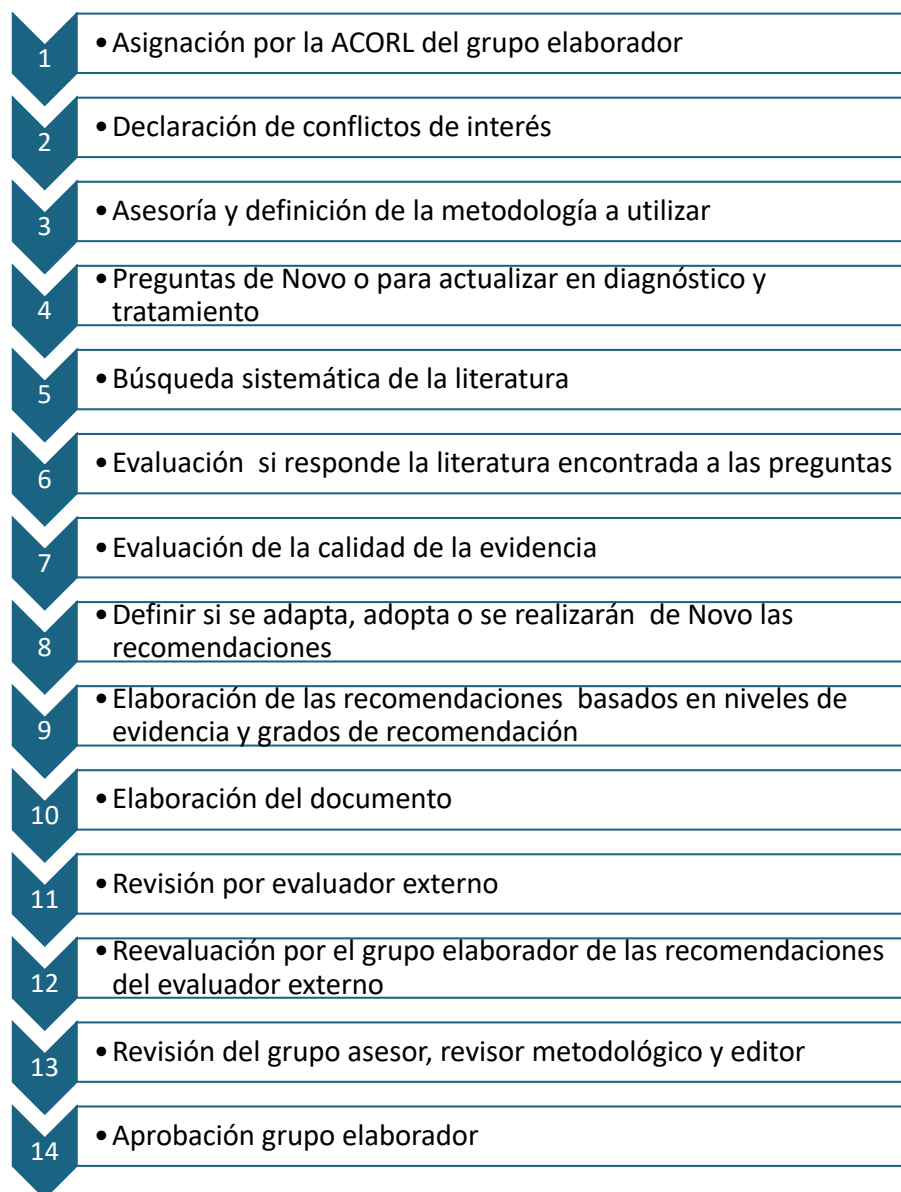 1
•Asignación por la ACORL del grupo elaborador
2
•Declaración de conflictos de interés
3
•Asesoría y definición de la metodología a utilizar
4
•Preguntas de Novo o para actualizar en diagnóstico y
tratamiento
5
•Búsqueda sistemática de la literatura
6
•Evaluación  si responde la literatura encontrada a las preguntas
7
•Evaluación de la calidad de la evidencia
8
•Definir si se adapta, adopta o se realizarán  de Novo las
recomendaciones
9
•Elaboración de las recomendaciones  basados en niveles de
evidencia y grados de recomendación
10
•Elaboración del documento
11
•Revisión por evaluador externo
12
•Reevaluación por el grupo elaborador de las recomendaciones
del evaluador externo
13
•Revisión del grupo asesor, revisor metodológico y editor
14
•Aprobación grupo elaborador